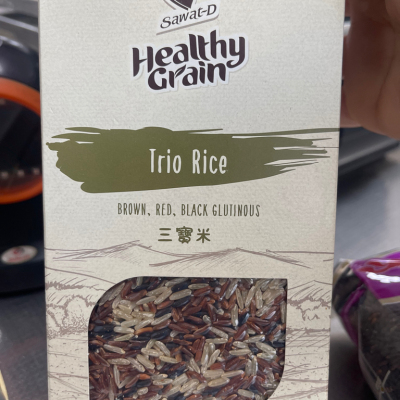 Sawat-D
Healthy
Grain
Trio Rice
BROWN, RED, BLACK GLUTINOUS
三寶米